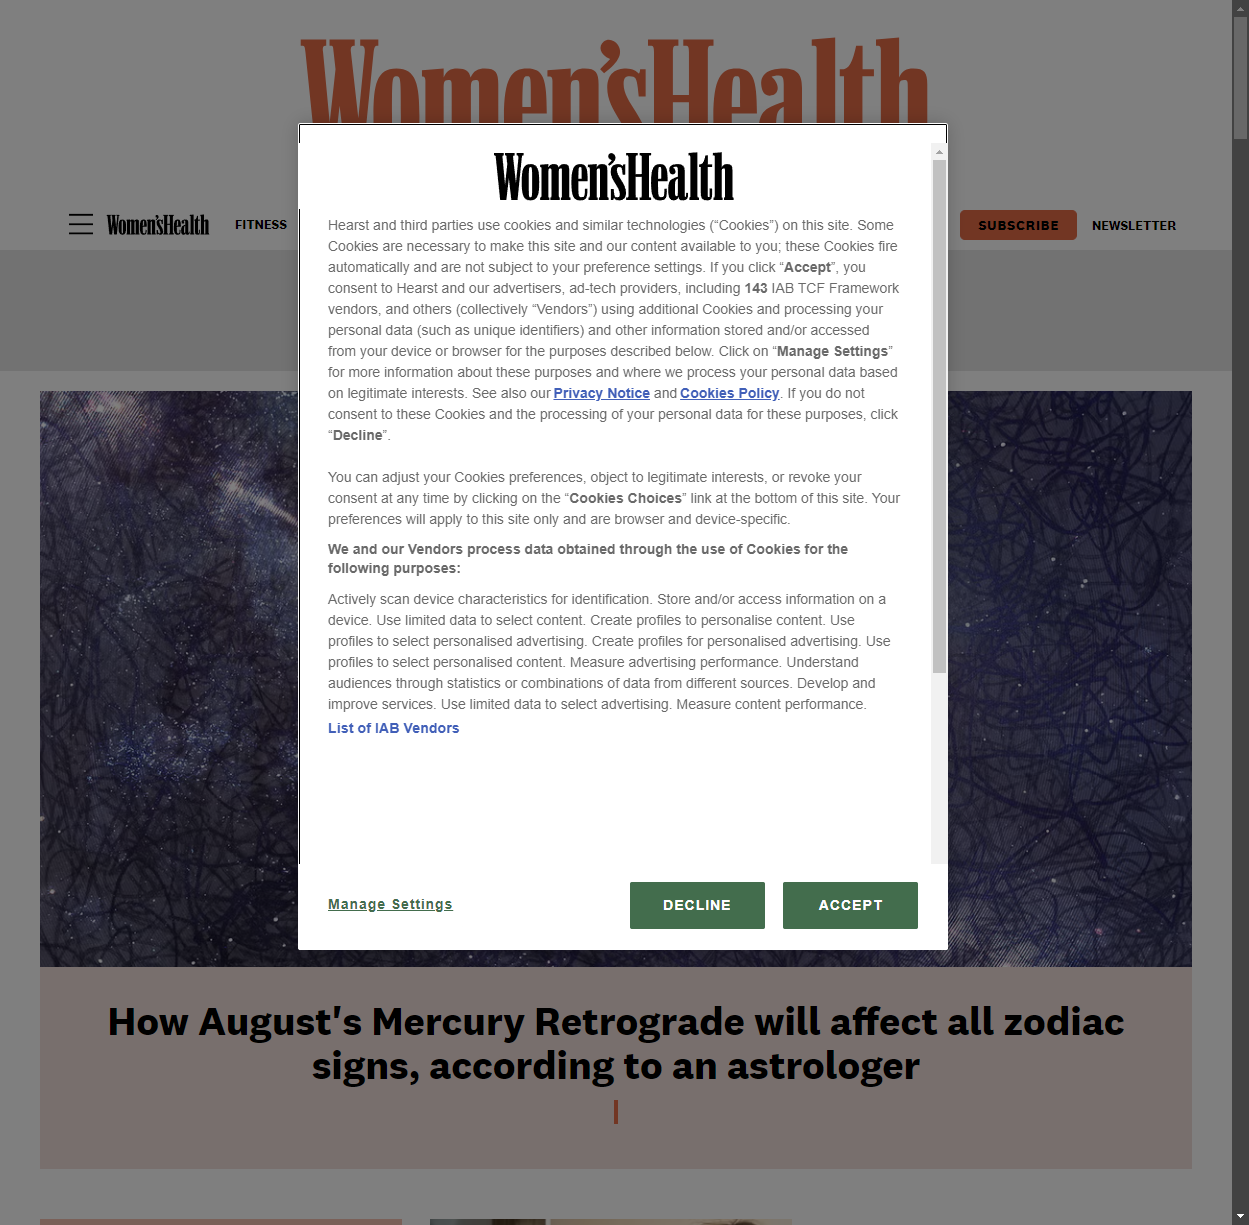 Women'sHealth
Women'sHealth
FITNESS
SUBSCRIBE
NEWSLETTER
Women'sHealth
Hearst and third parties use cookies and similar technologies (“Cookies”) on this site. Some
Cookies are necessary to make this site and our content available to you; these Cookies fire
automatically and are not subject to your preference settings. If you click “Accept”, you
consent to Hearst and our advertisers, ad-tech providers, including 143 IAB TCF Framework
vendors, and others (collectively “Vendors”) using additional Cookies and processing your
personal data (such as unique identifiers) and other information stored and/or accessed
from your device or browser for the purposes described below. Click on “Manage Settings”
for more information about these purposes and where we process your personal data based
on legitimate interests. See also our Privacy Notice and Cookies Policy. If you do not
consent to these Cookies and the processing of your personal data for these purposes, click
“Decline”.
You can adjust your Cookies preferences, object to legitimate interests, or revoke your
consent at any time by clicking on the “Cookies Choices” link at the bottom of this site. Your
preferences will apply to this site only and are browser and device-specific.
We and our Vendors process data obtained through the use of Cookies for the
following purposes:
Actively scan device characteristics for identification. Store and/or access information on a
device. Use limited data to select content. Create profiles to personalise content. Use
profiles to select personalised advertising. Create profiles for personalised advertising. Use
profiles to select personalised content. Measure advertising performance. Understand
audiences through statistics or combinations of data from different sources. Develop and
improve services. Use limited data to select advertising. Measure content performance.
List of IAB Vendors
Manage Settings
DECLINE
ACCEPT
How August's Mercury Retrograde will affect all zodiac
signs, according to an astrologer